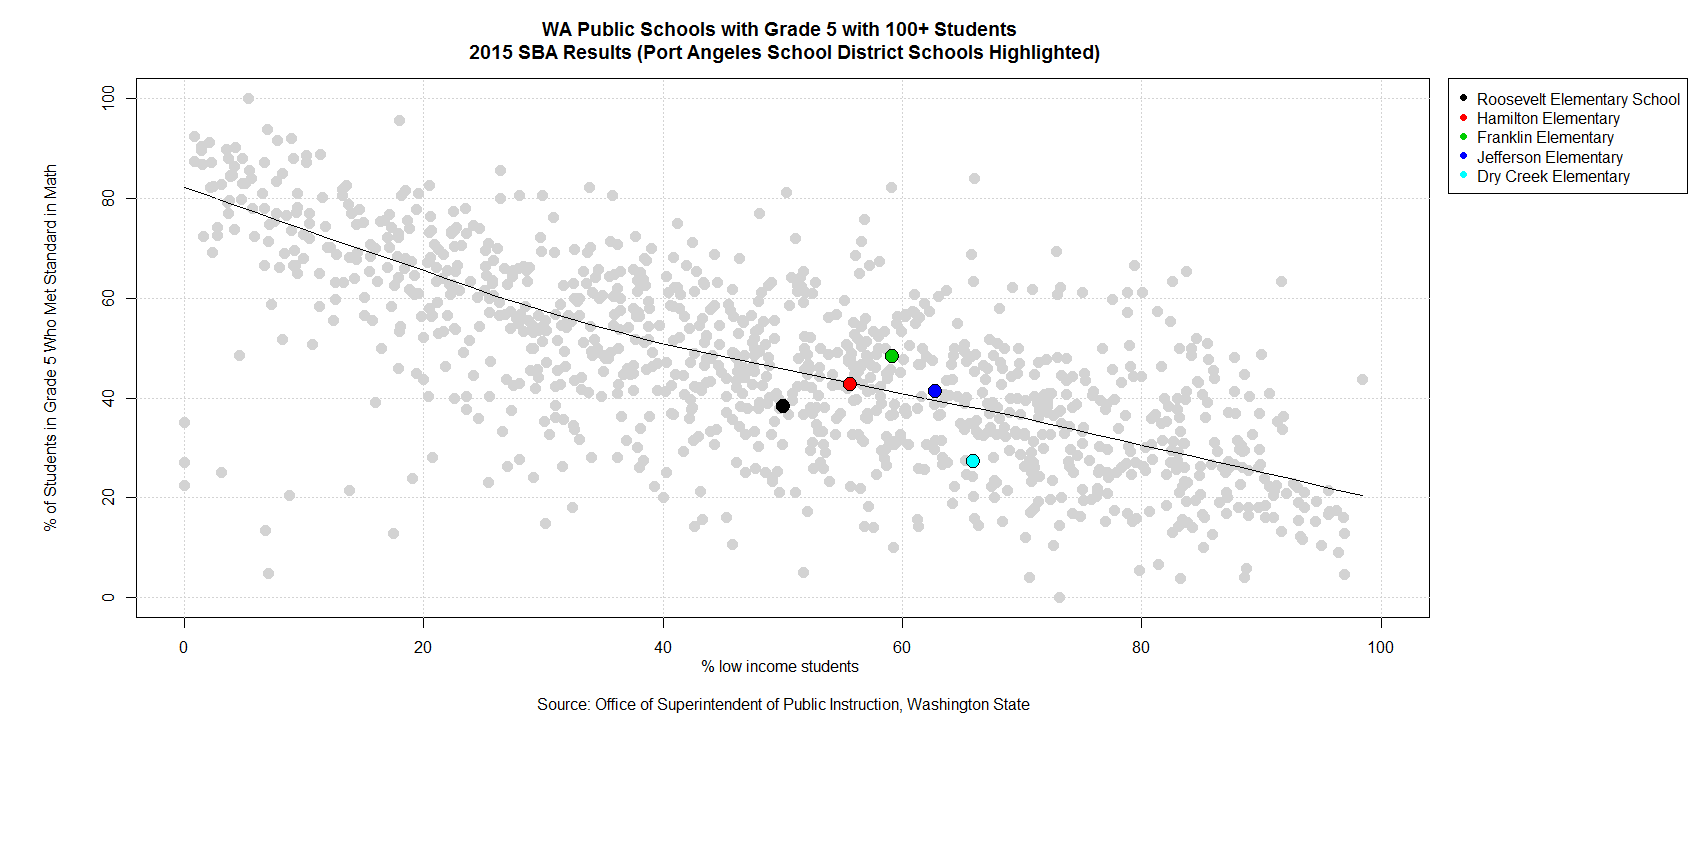 WA Public Schools with Grade 5 with 100+ Students
2015 SBA Results (Port Angeles School District Schools Highlighted)
% of Students in Grade 5 Who Met Standard in Math
100
80
60
40
20
0
0 20 40 60 80 100
% low income students
Source: Office of Superintendent of Public Instruction, Washington State
Roosevelt Elementary School
Hamilton Elementary
Franklin Elementary
Jefferson Elementary
Dry Creek Elementary